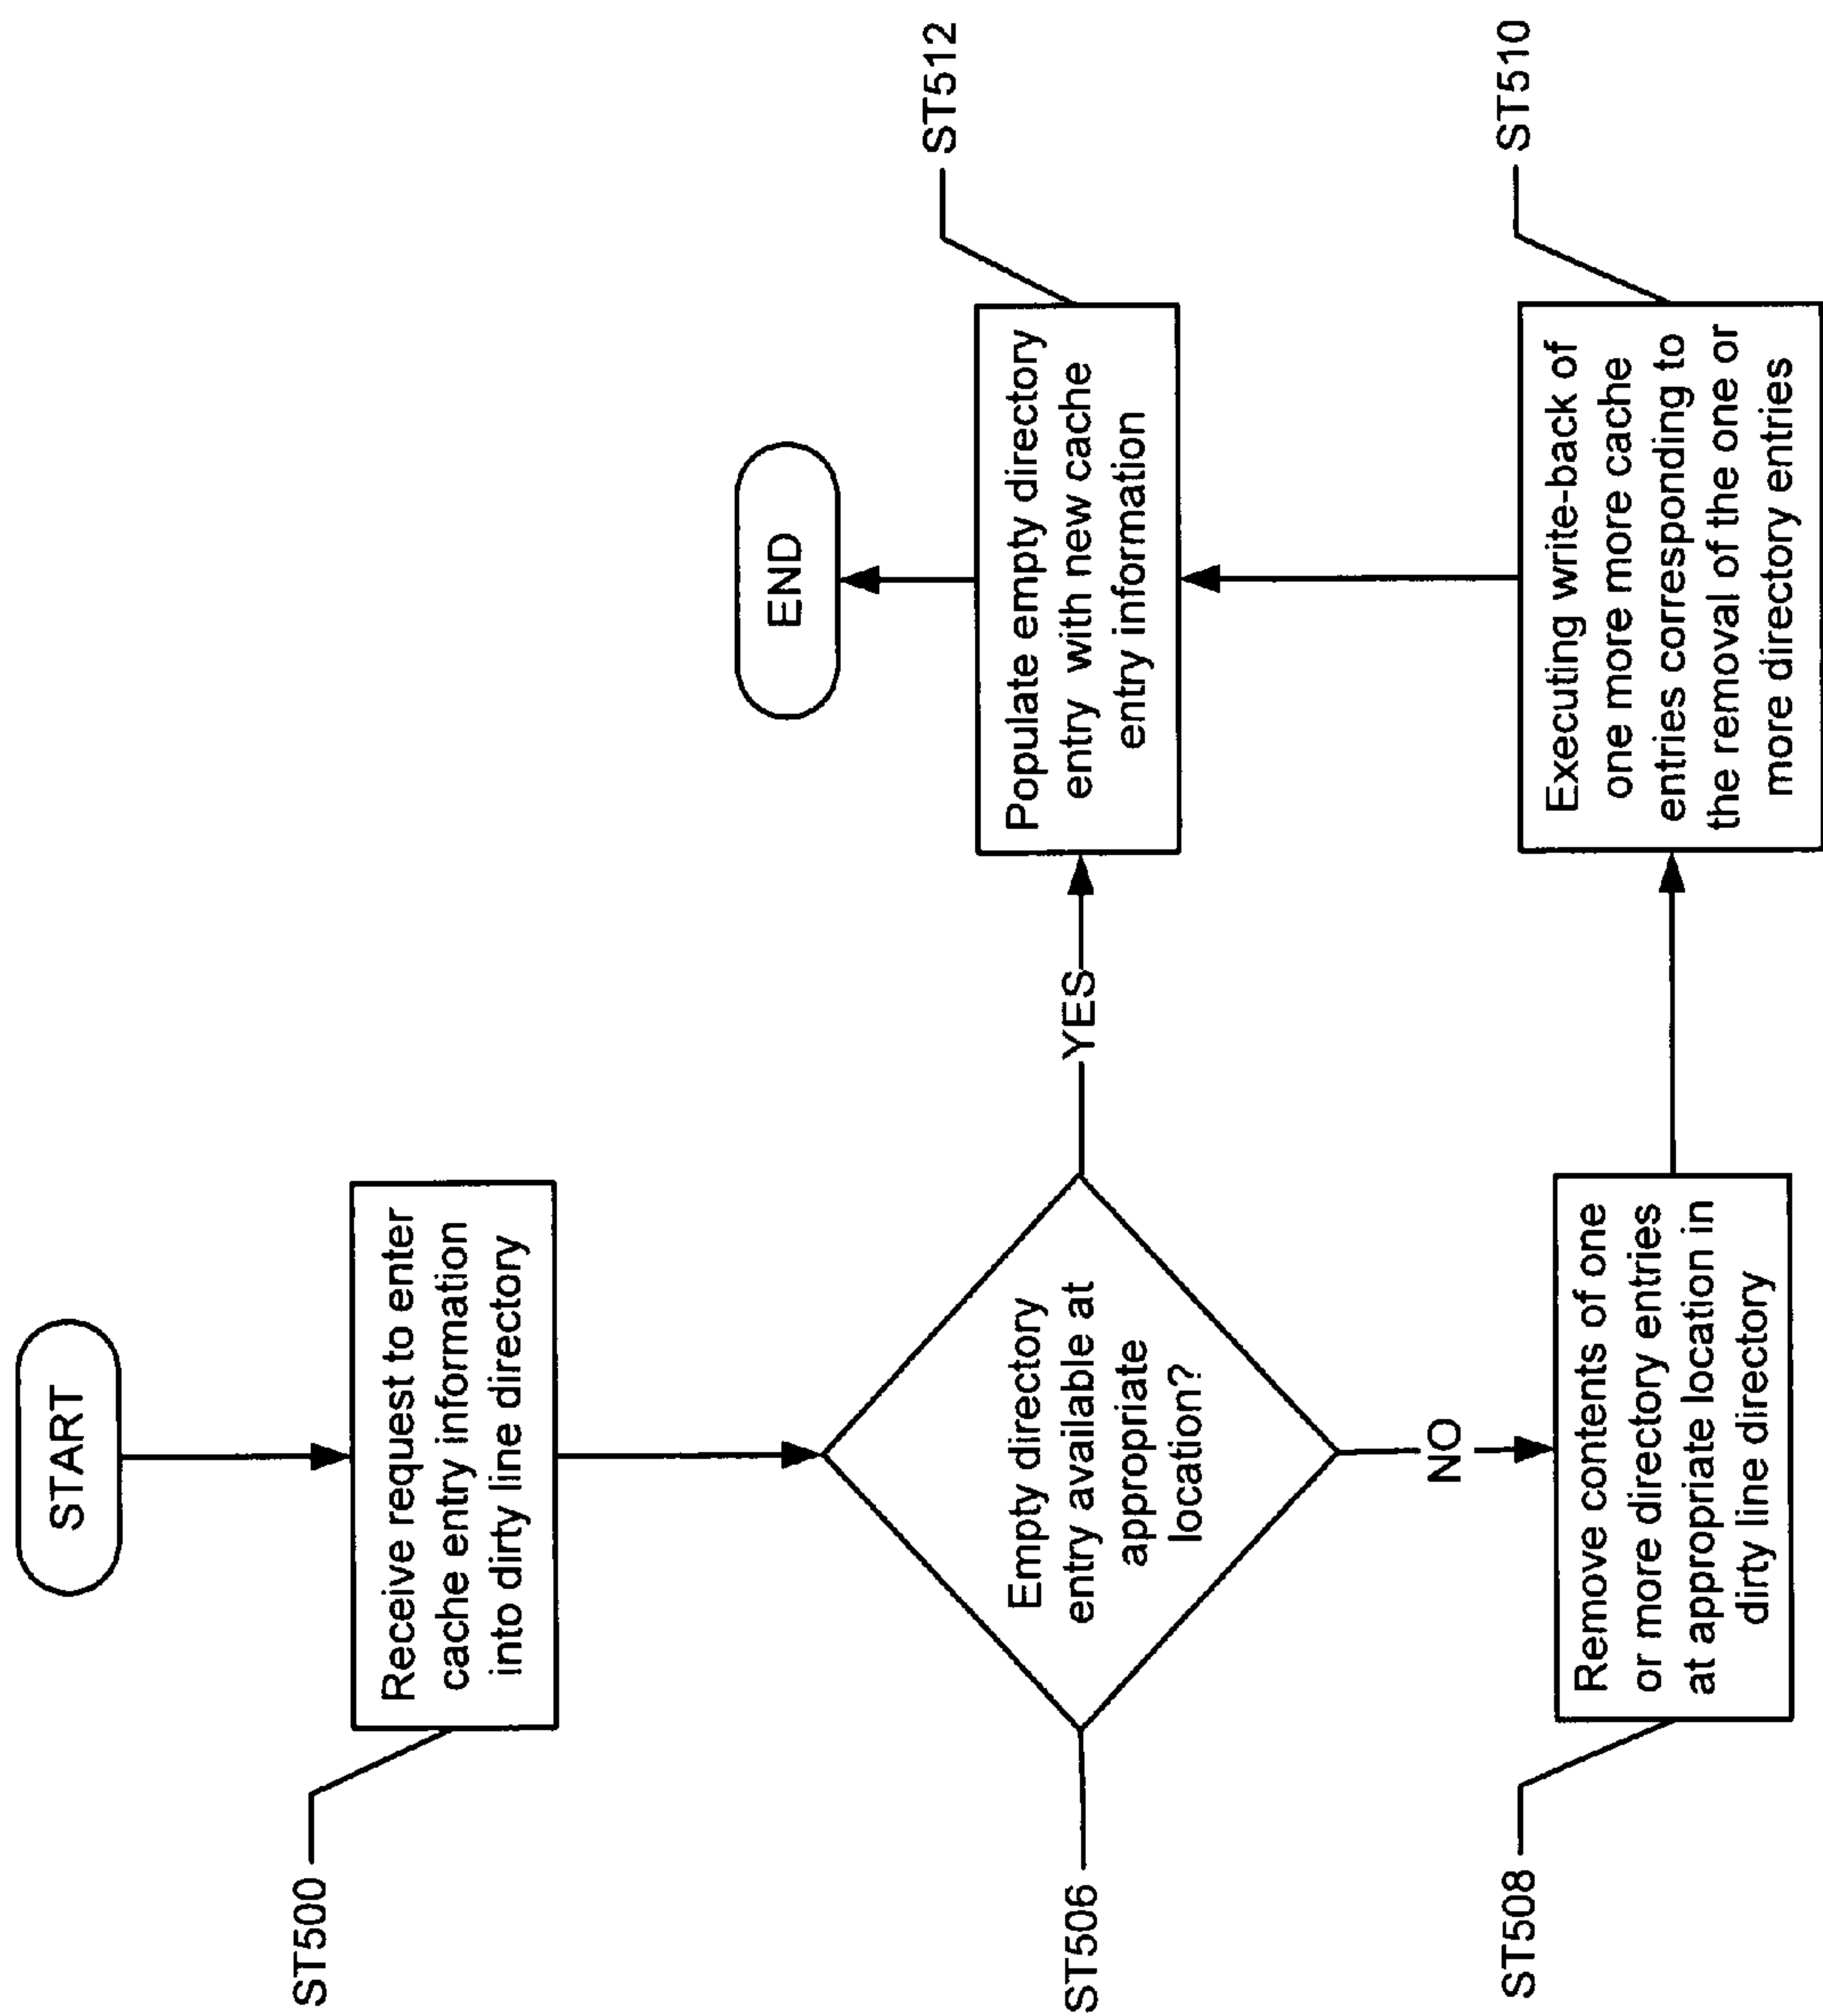 START
ST500
Receive request to enter
cache entry information
into dirty line directory
ST506
Empty directory
entry available at
appropriate
location?
YES
NO
ST508
Remove contents of one
or more directory entries
at appropriate location in
dirty line directory
ST510
Executing write-back of
one more more cache
entries corresponding to
the removal of the one or
more directory entries
ST512
Populate empty directory
entry with new cache
entry information
END